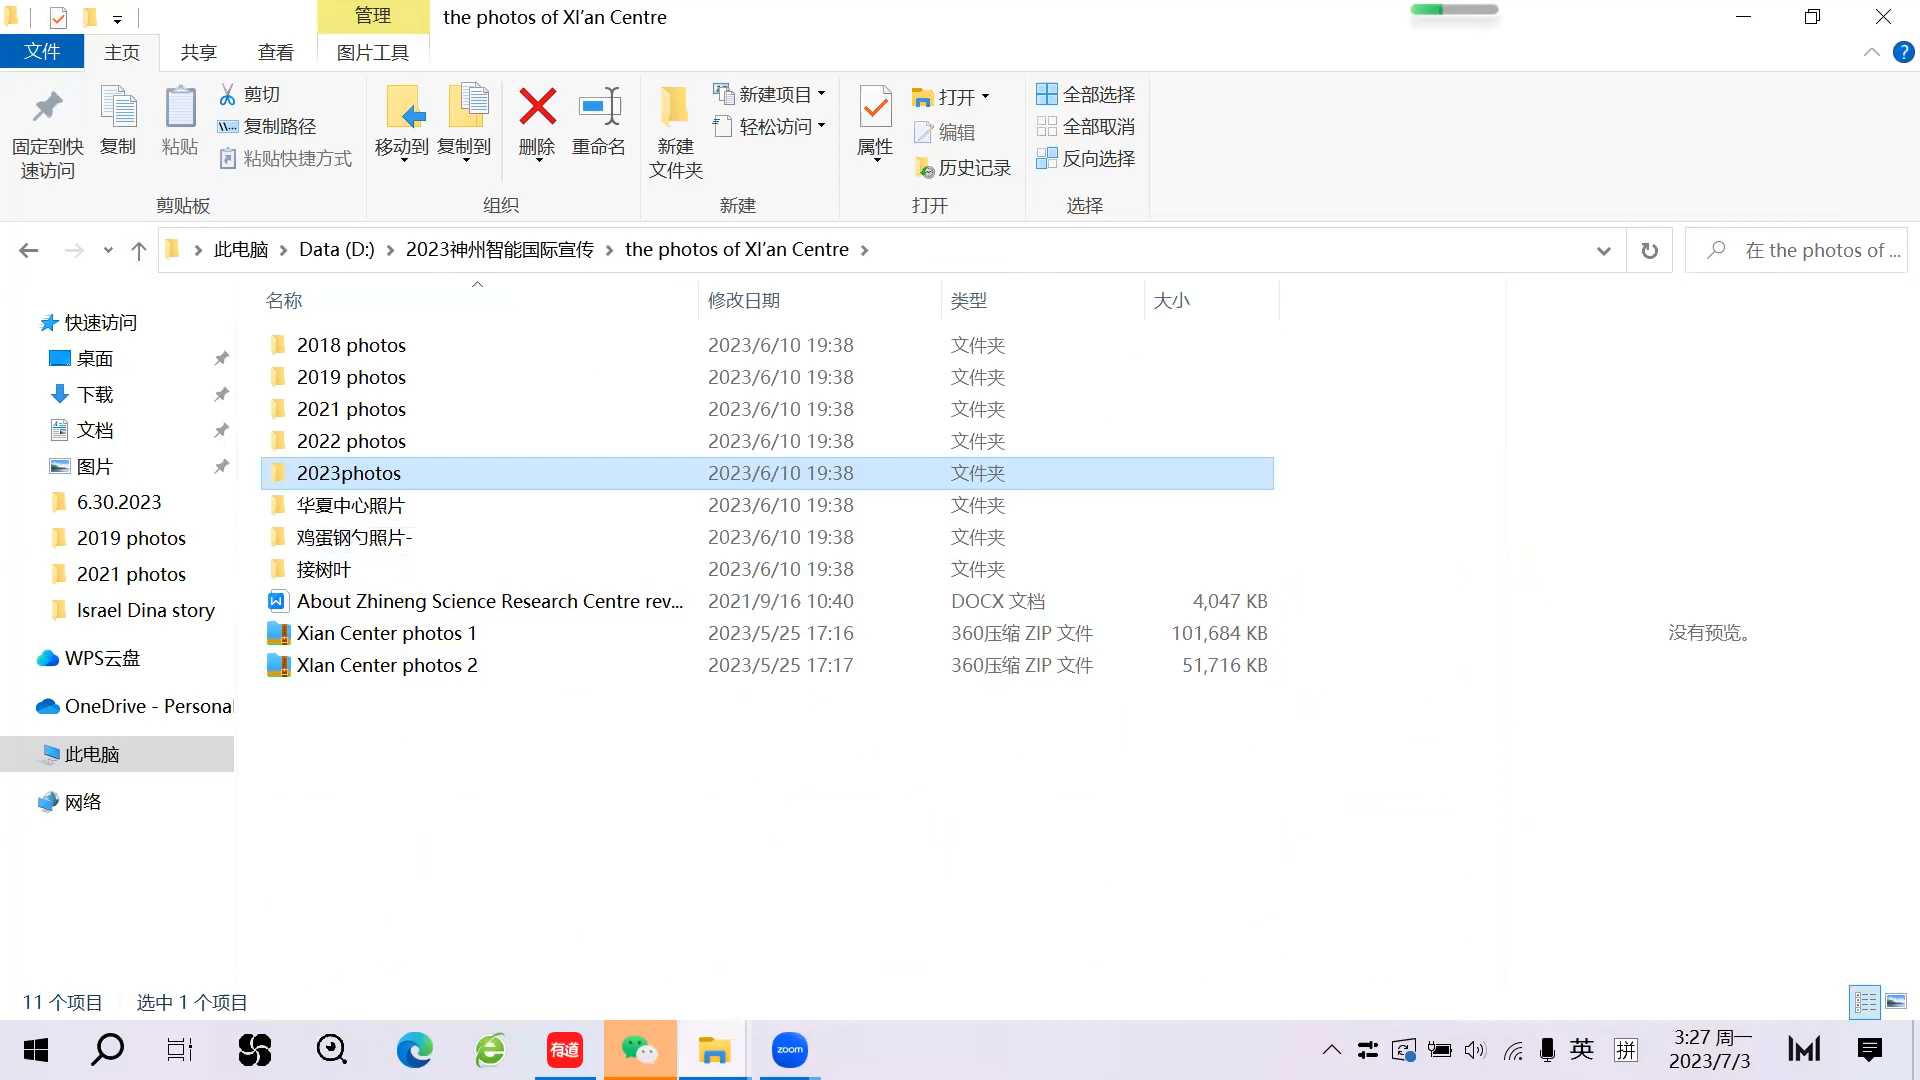 管理
the photos of XI'an Centre
文件
主页
共享
查看
图片工具
固定到快
速访问
复制
粘贴
剪切
复制路径
粘贴快捷方式
剪贴板
移动到
复制到
删除
重命名
组织
新建
文件夹
新建项目
轻松访问
新建
属性
打开
编辑
历史记录
打开
全部选择
全部取消
反向选择
选择
此电脑
Data (D:)
2023神州智能国际宣传
the photos of XI'an Centre
在 the photos of ...
名称
修改日期
类型
大小
快速访问
桌面
下载
文档
图片
6.30.2023
2019 photos
2021 photos
Israel Dina story
WPS云盘
OneDrive - Persona
此电脑
网络
2018 photos 2023/6/10 19:38 文件夹
2019 photos 2023/6/10 19:38 文件夹
2021 photos 2023/6/10 19:38 文件夹
2022 photos 2023/6/10 19:38 文件夹
2023photos 2023/6/10 19:38 文件夹
华夏中心照片 2023/6/10 19:38 文件夹
鸡蛋钢勺照片- 2023/6/10 19:38 文件夹
接树叶 2023/6/10 19:38 文件夹
About Zhineng Science Research Centre rev... 2021/9/16 10:40 DOCX 文档 4,047 KB
Xian Center photos 1 2023/5/25 17:16 360压缩 ZIP 文件 101,684 KB
XIan Center photos 2 2023/5/25 17:17 360压缩 ZIP 文件 51,716 KB
没有预览。
11 个项目
选中 1 个项目
有道
zoom
英
拼
3:27 周一
2023/7/3